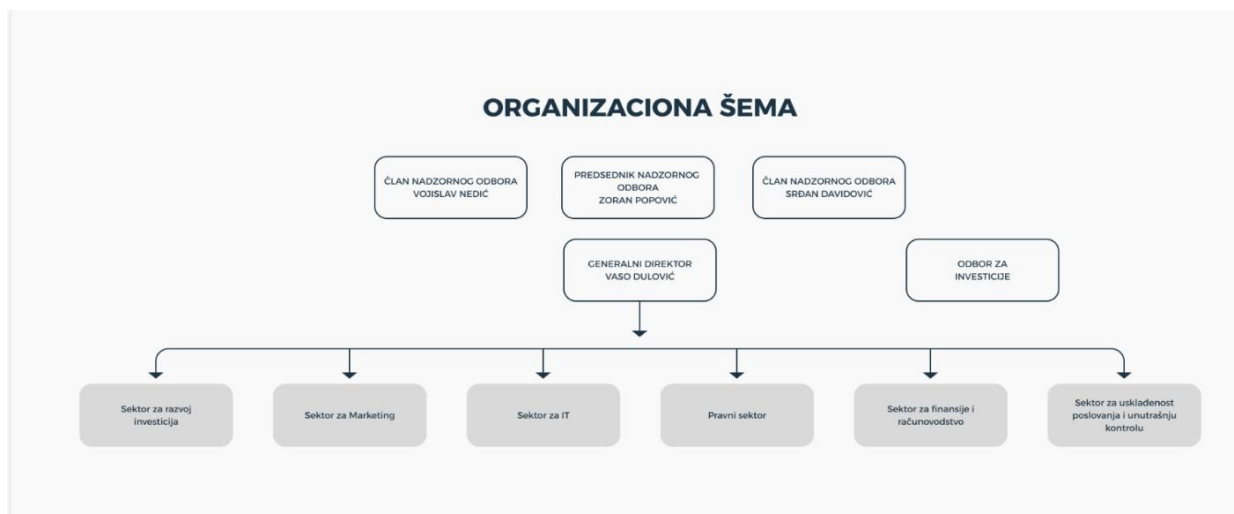 ORGANIZACIONA ŠEMA
ČLAN NADZORNOG ODBORA
VOJISLAV NEDIĆ
PREDSEDNIK NADZORNOG
ODBORA
ZORAN POPOVIĆ
ČLAN NADZORNOG ODBORA
SRĐAN DAVIDOVIĆ
GENERALNI DIREKTOR
VASO DULOVIĆ
ODBOR ZA
INVESTICIJE
Sektor za razvoj
investicija
Sektor za Marketing
Sektor za IT
Pravni sektor
Sektor za finansije i
računovodstvo
Sektor za usklađenost
poslovanja i unutrašnju
kontrolu